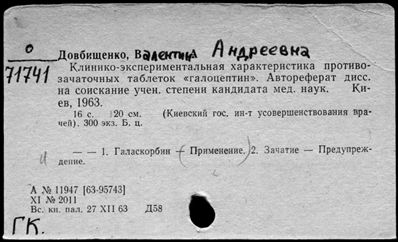 0
Довбищенко, Валентина Андреевна
71741
Клинико-экспериментальная характеристика противо-
зачаточных таблеток «галоцептин». Автореферат дисс.
на соискание учен. степени кандидата мед. наук. Ки-
ев, 1963.
16 с. 20 см. (Киевский гос. ин-т усовершенствования вра-
чей). 300 экз. Б. ц.
— — 1. Галаскорбин — (Применение.) 2. Зачатие — Предупреж-
дение.
А № 11947 [63-95743]
XI № 2011
Вс. кн. пал. 27 XII 63 Д58
ГК.